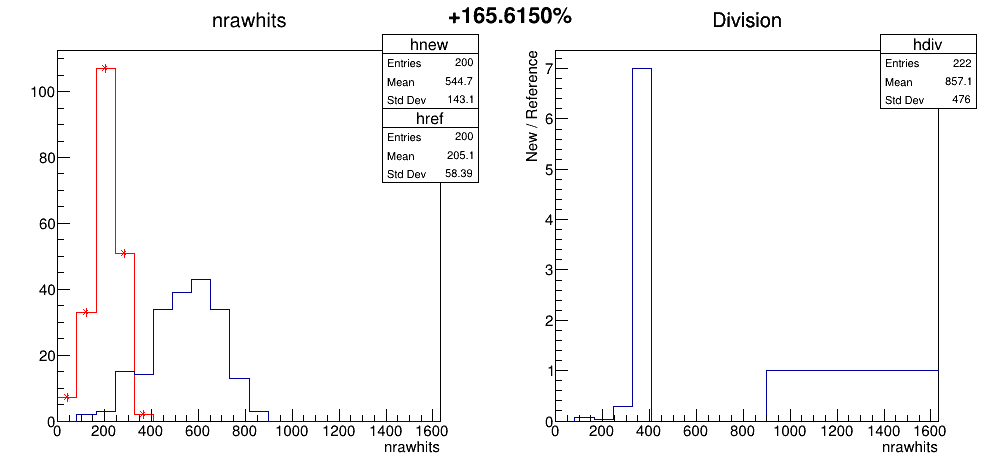 +165.6150%
nrawhits
hnew
Entries 200
Mean 544.7
Std Dev 143.1
href
Entries 200
Mean 205.1
Std Dev 58.39
100
80
60
40
20
0
0 200 400 600 800 1000 1200 1400 1600
nrawhits
Division
hdiv
Entries 222
Mean 857.1
Std Dev 476
New / Reference
7
6
5
4
3
2
1
0
0 200 400 600 800 1000 1200 1400 1600
nrawhits